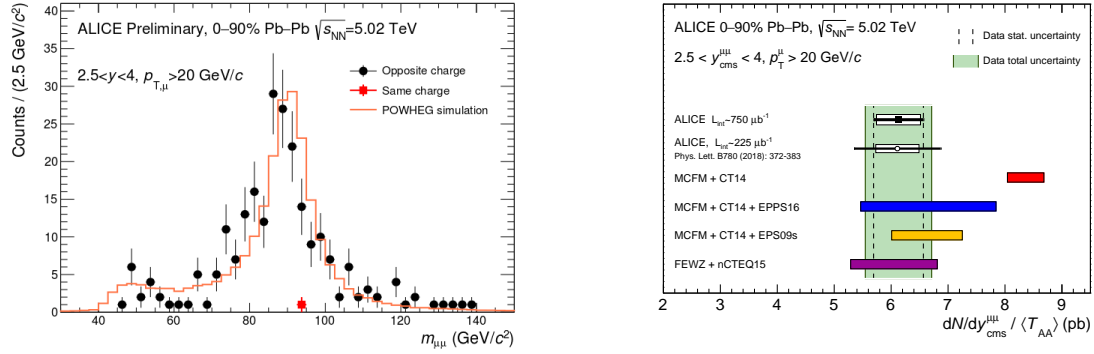 ALICE Preliminary, 0–90% Pb–Pb √sNN=5.02 TeV
2.5<y<4, pT,μ>20 GeV/c
Opposite charge
Same charge
POWHEG simulation
Counts / (2.5 GeV/c²)
40
35
30
25
20
15
10
5
0
40 60 80 100 120 140
mμμ (GeV/c²)
ALICE 0–90% Pb–Pb, √sNN = 5.02 TeV
2.5 < y^μμ_cms < 4, p^μ_T > 20 GeV/c
Data stat. uncertainty
Data total uncertainty
ALICE Lint~750 μb⁻¹
ALICE, Lint~225 μb⁻¹
Phys. Lett. B780 (2018): 372-383
MCFM + CT14
MCFM + CT14 + EPPS16
MCFM + CT14 + EPS09s
FEWZ + nCTEQ15
2 3 4 5 6 7 8 9
dN/dy^μμ_cms / ⟨TAA⟩ (pb)